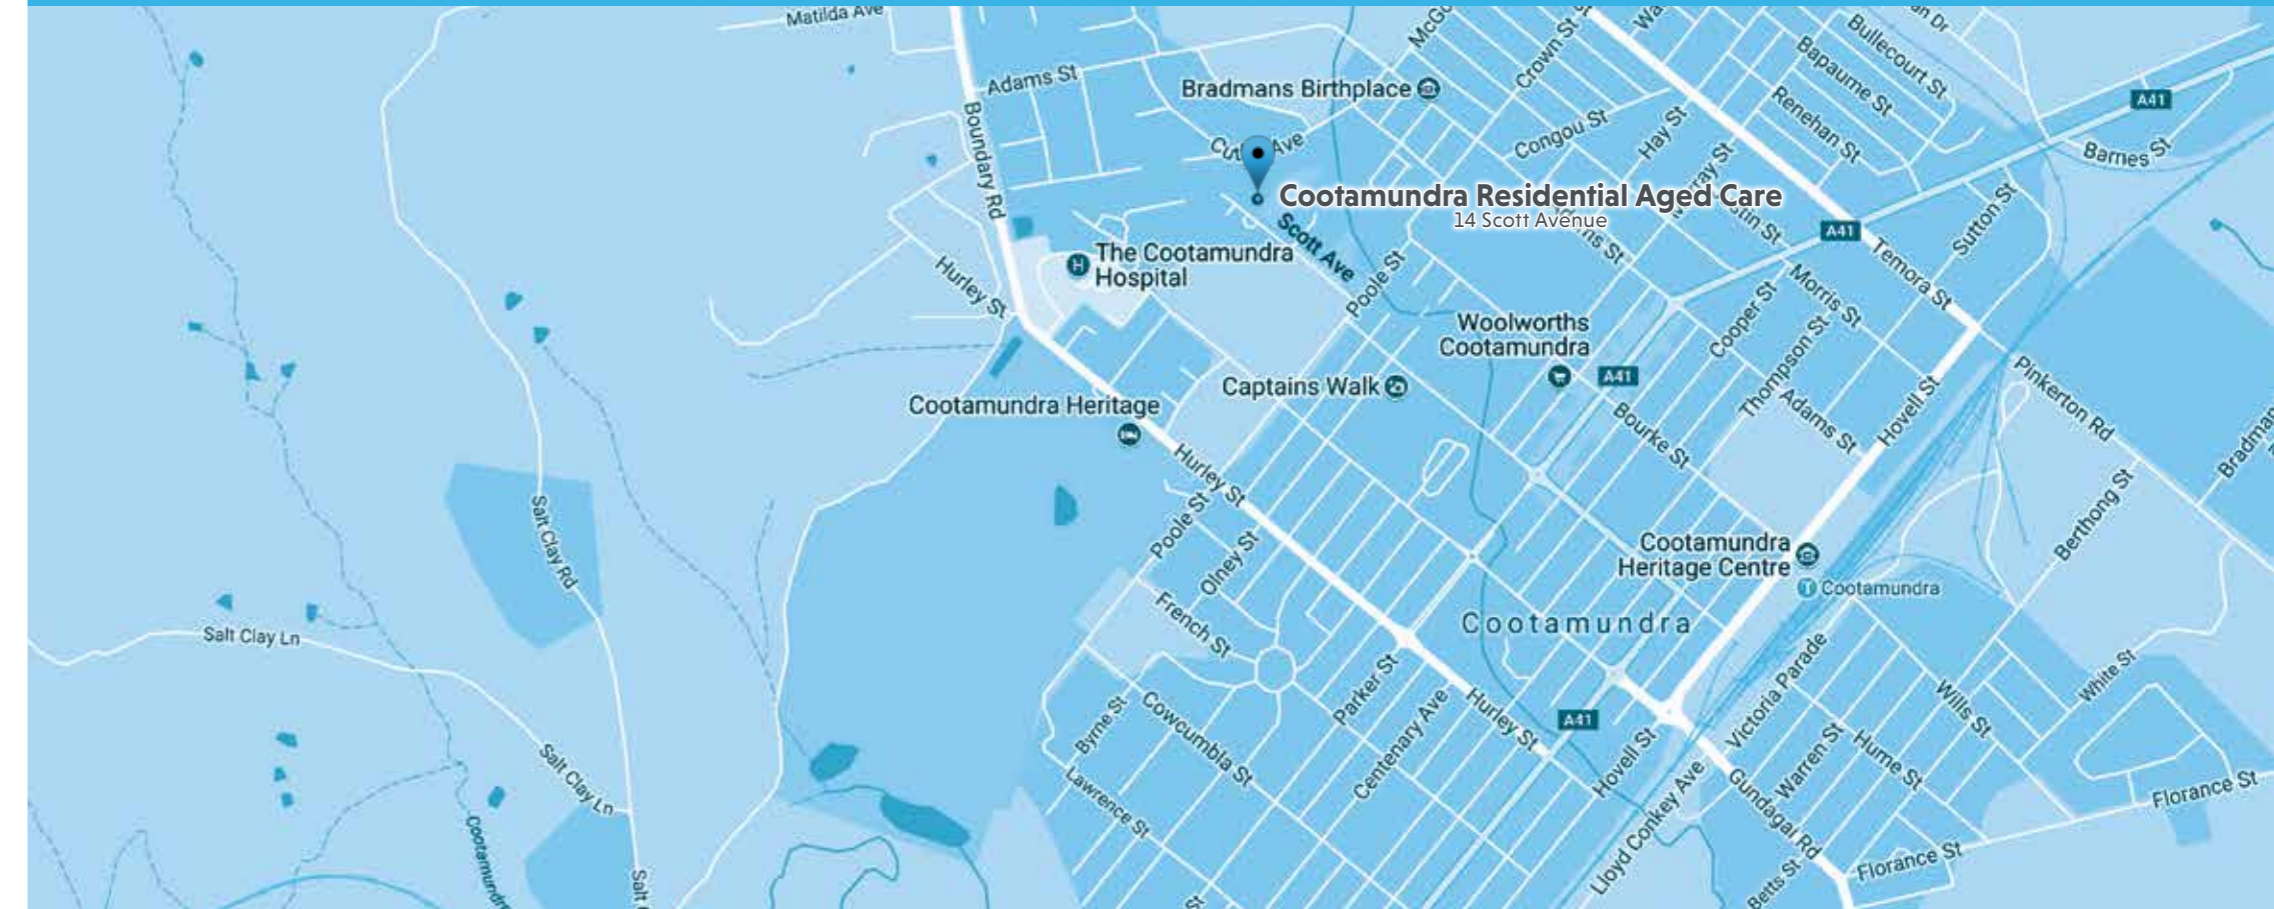 Matilda Ave
Adams St
Boundary Rd
Bradmans Birthplace
Crown St
Bullecourt St
Bapaume St
Renehan St
A41
Barnes St
Congou St
Hay St
Ave
Cootamundra Residential Aged Care
14 Scott Avenue
Scott Ave
The Cootamundra
Hospital
Hurley St
Poole St
A41
Temora St
Sutton St
Morris St
Cooper St
Thompson St
Adams St
Woolworths
Cootamundra
A41
Captains Walk
Cootamundra Heritage
Bourke St
Hovell St
Pinkerton Rd
Berthong St
Hurley St
Poole St
Olney St
French St
Salt Clay Rd
Salt Clay Ln
Cootamundra
Heritage Centre
Cootamundra
Cootamundra
Parker St
Centenary Ave
Hurley St
A41
Hovell St
Victoria Parade
Wills St
White St
Warren St
Hume St
Byrne St
Cowcumbla St
Lawrence St
Salt Clay Ln
Lloyd Conkey Ave
Gundagai Rd
Florance St
Florance St
Betts St